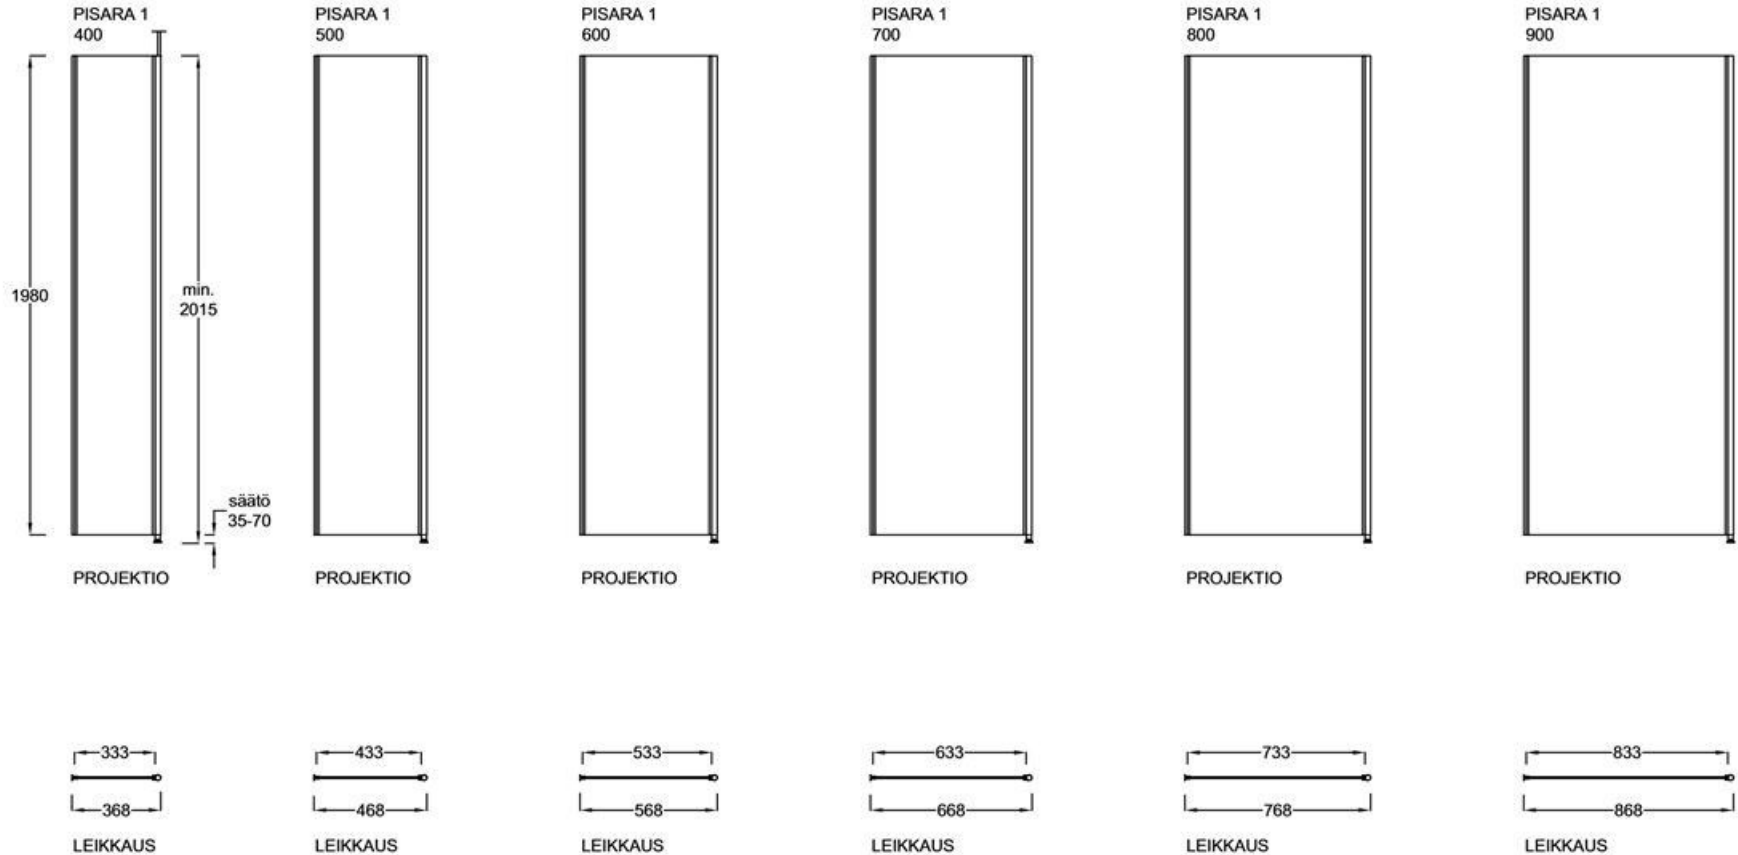 PISARA 1
400
PISARA 1
500
PISARA 1
600
PISARA 1
700
PISARA 1
800
PISARA 1
900
1980
min.
2015
säätö
35-70
PROJEKTIO
PROJEKTIO
PROJEKTIO
PROJEKTIO
PROJEKTIO
PROJEKTIO
333
433
533
633
733
833
368
468
568
668
768
868
LEIKKAUS
LEIKKAUS
LEIKKAUS
LEIKKAUS
LEIKKAUS
LEIKKAUS